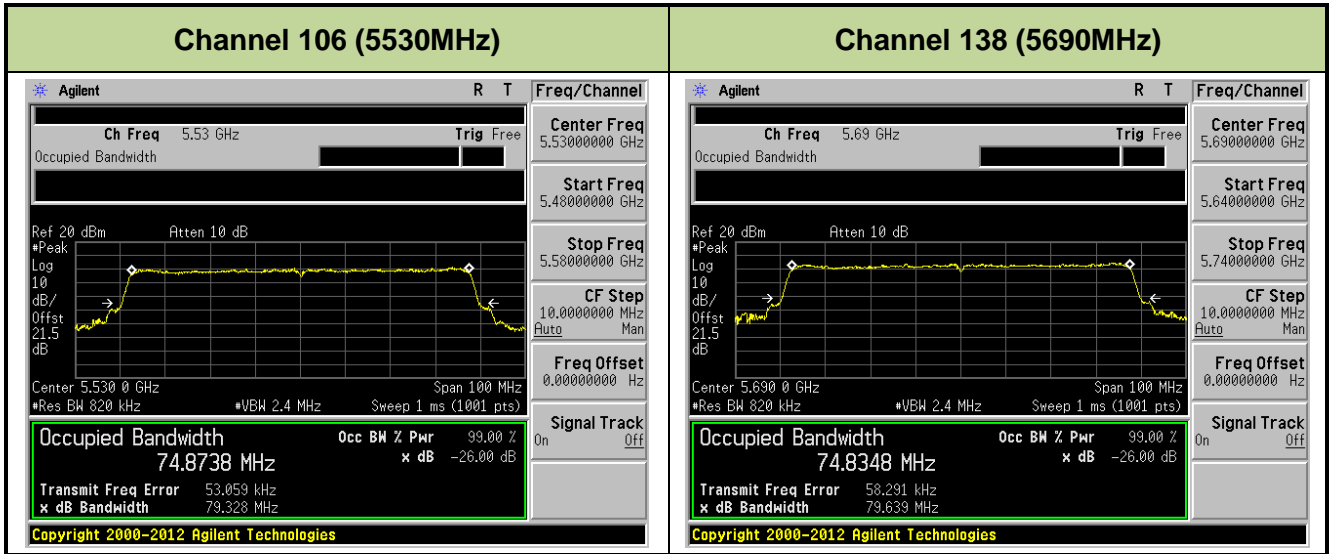 Channel 106 (5530MHz)
Agilent R T
Ch Freq 5.53 GHz Trig Free
Occupied Bandwidth
Ref 20 dBm Atten 10 dB
#Peak
Log
10
dB/
Offst
21.5
dB
Center 5.530 0 GHz Span 100 MHz
#Res BW 820 kHz #VBW 2.4 MHz Sweep 1 ms (1001 pts)
Occupied Bandwidth Occ BW % Pwr 99.00 %
74.8738 MHz x dB -26.00 dB
Transmit Freq Error 53.059 kHz
x dB Bandwidth 79.328 MHz
Copyright 2000-2012 Agilent Technologies
Freq/Channel
Center Freq
5.53000000 GHz
Start Freq
5.48000000 GHz
Stop Freq
5.58000000 GHz
CF Step
10.0000000 MHz
Auto Man
Freq Offset
0.00000000 Hz
Signal Track
On Off
Channel 138 (5690MHz)
Agilent R T
Ch Freq 5.69 GHz Trig Free
Occupied Bandwidth
Ref 20 dBm Atten 10 dB
#Peak
Log
10
dB/
Offst
21.5
dB
Center 5.690 0 GHz Span 100 MHz
#Res BW 820 kHz #VBW 2.4 MHz Sweep 1 ms (1001 pts)
Occupied Bandwidth Occ BW % Pwr 99.00 %
74.8348 MHz x dB -26.00 dB
Transmit Freq Error 58.291 kHz
x dB Bandwidth 79.639 MHz
Copyright 2000-2012 Agilent Technologies
Freq/Channel
Center Freq
5.69000000 GHz
Start Freq
5.64000000 GHz
Stop Freq
5.74000000 GHz
CF Step
10.0000000 MHz
Auto Man
Freq Offset
0.00000000 Hz
Signal Track
On Off